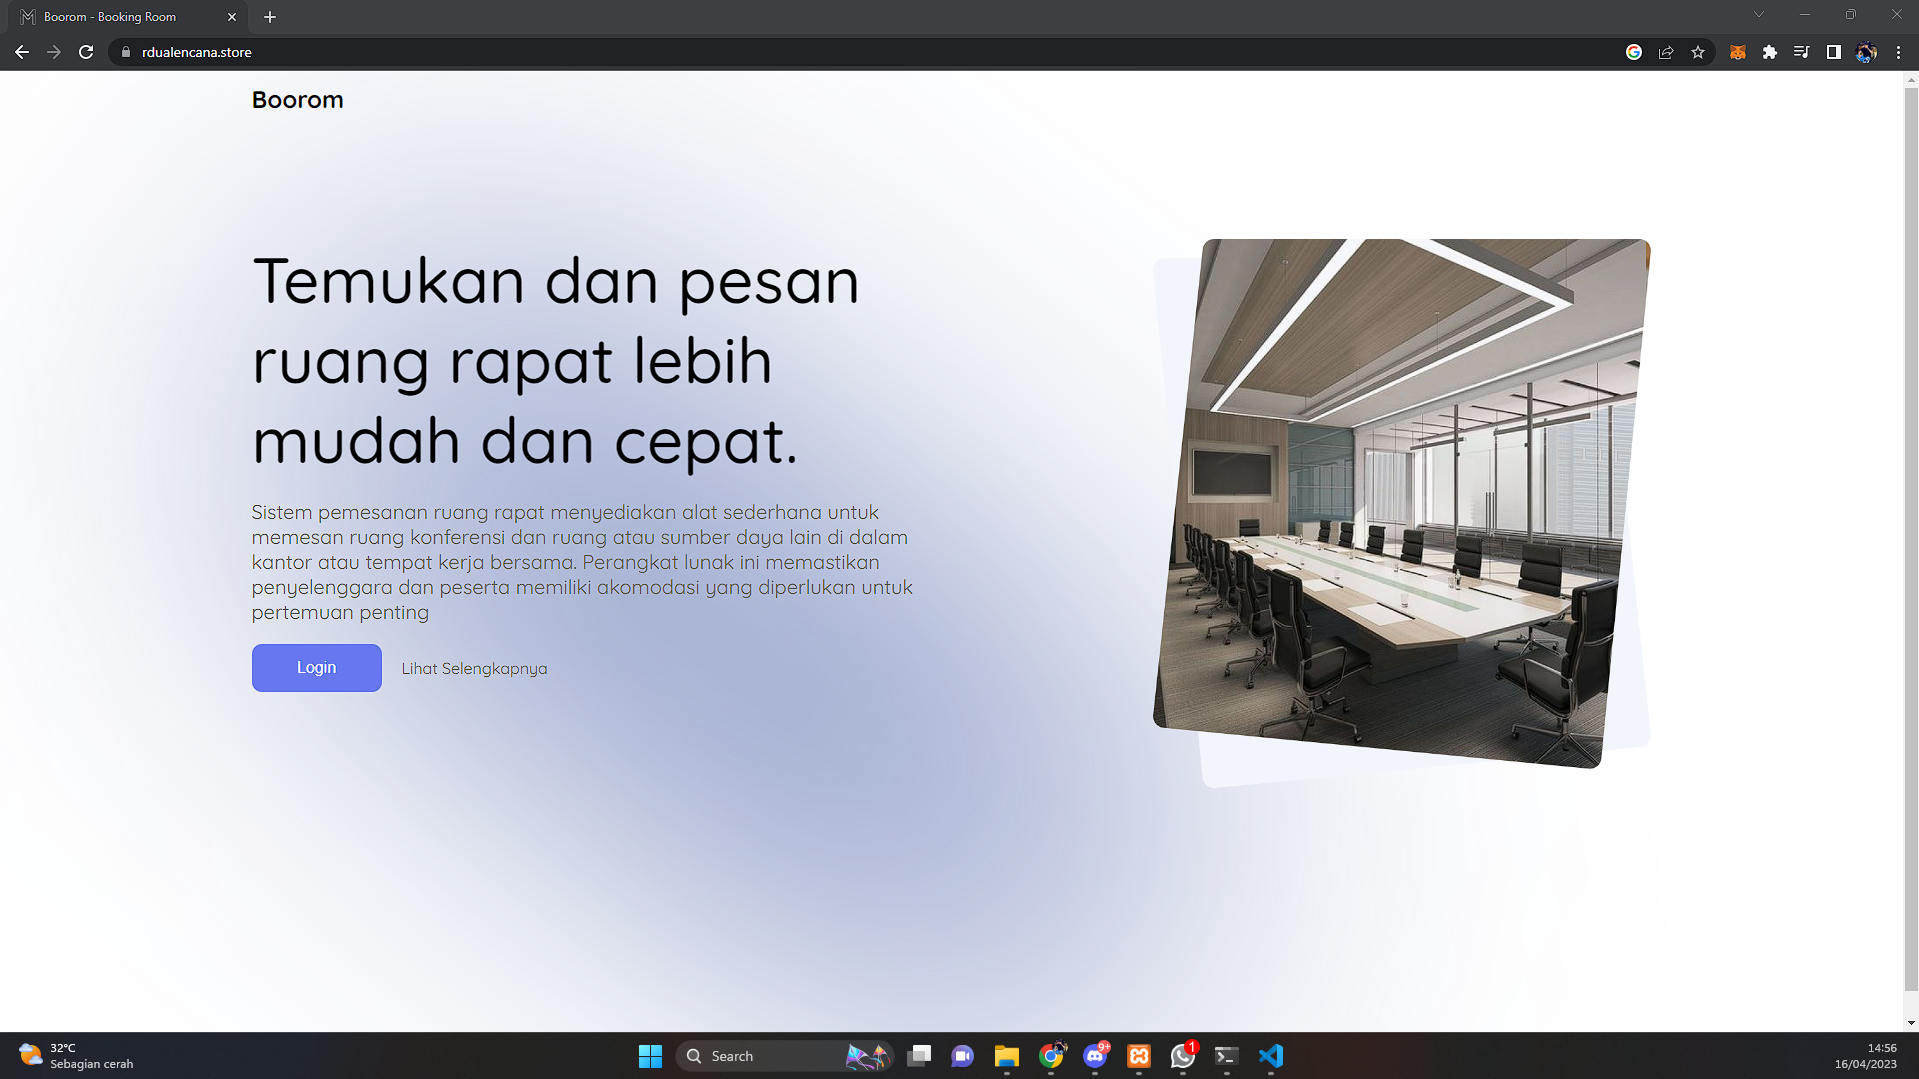 Boorom - Booking Room
rdualencana.store
Boorom
Temukan dan pesan
ruang rapat lebih
mudah dan cepat.
Sistem pemesanan ruang rapat menyediakan alat sederhana untuk
memesan ruang konferensi dan ruang atau sumber daya lain di dalam
kantor atau tempat kerja bersama. Perangkat lunak ini memastikan
penyelenggara dan peserta memiliki akomodasi yang diperlukan untuk
pertemuan penting
Login
Lihat Selengkapnya
32°C
Sebagian cerah
Search
9+
1
14:56
16/04/2023